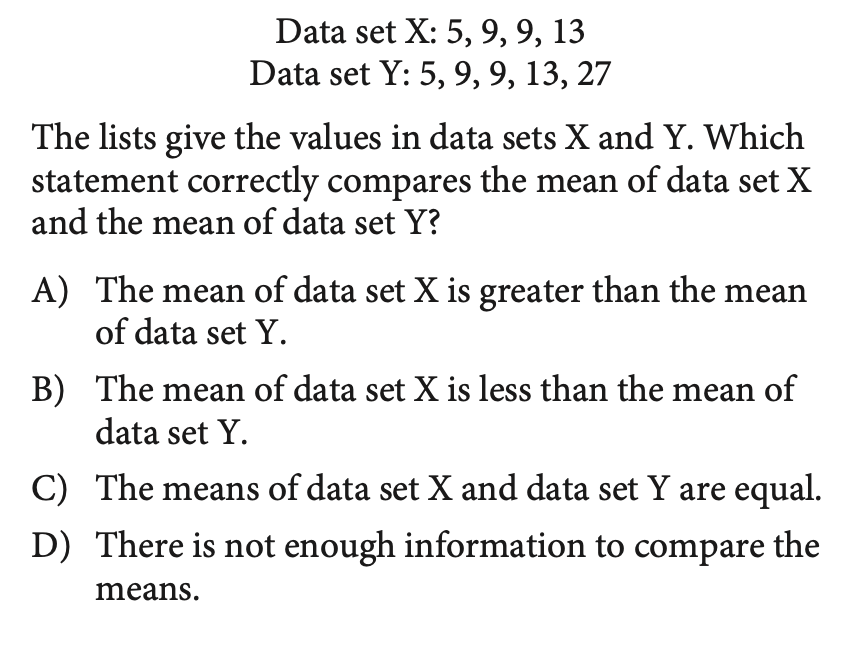 Data set X: 5, 9, 9, 13
Data set Y: 5, 9, 9, 13, 27
The lists give the values in data sets X and Y. Which
statement correctly compares the mean of data set X
and the mean of data set Y?
A) The mean of data set X is greater than the mean
of data set Y.
B) The mean of data set X is less than the mean of
data set Y.
C) The means of data set X and data set Y are equal.
D) There is not enough information to compare the
means.